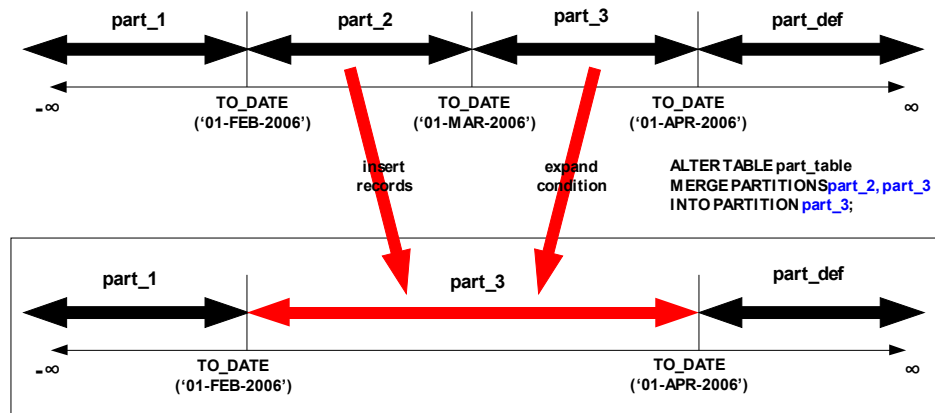 part_1
part_2
part_3
part_def
-∞
TO_DATE
(‘01-FEB-2006’)
TO_DATE
(‘01-MAR-2006’)
TO_DATE
(‘01-APR-2006’)
∞
insert
records
expand
condition
ALTER TABLE part_table
MERGE PARTITIONS part_2, part_3
INTO PARTITION part_3;
part_1
part_3
part_def
-∞
TO_DATE
(‘01-FEB-2006’)
TO_DATE
(‘01-APR-2006’)
∞